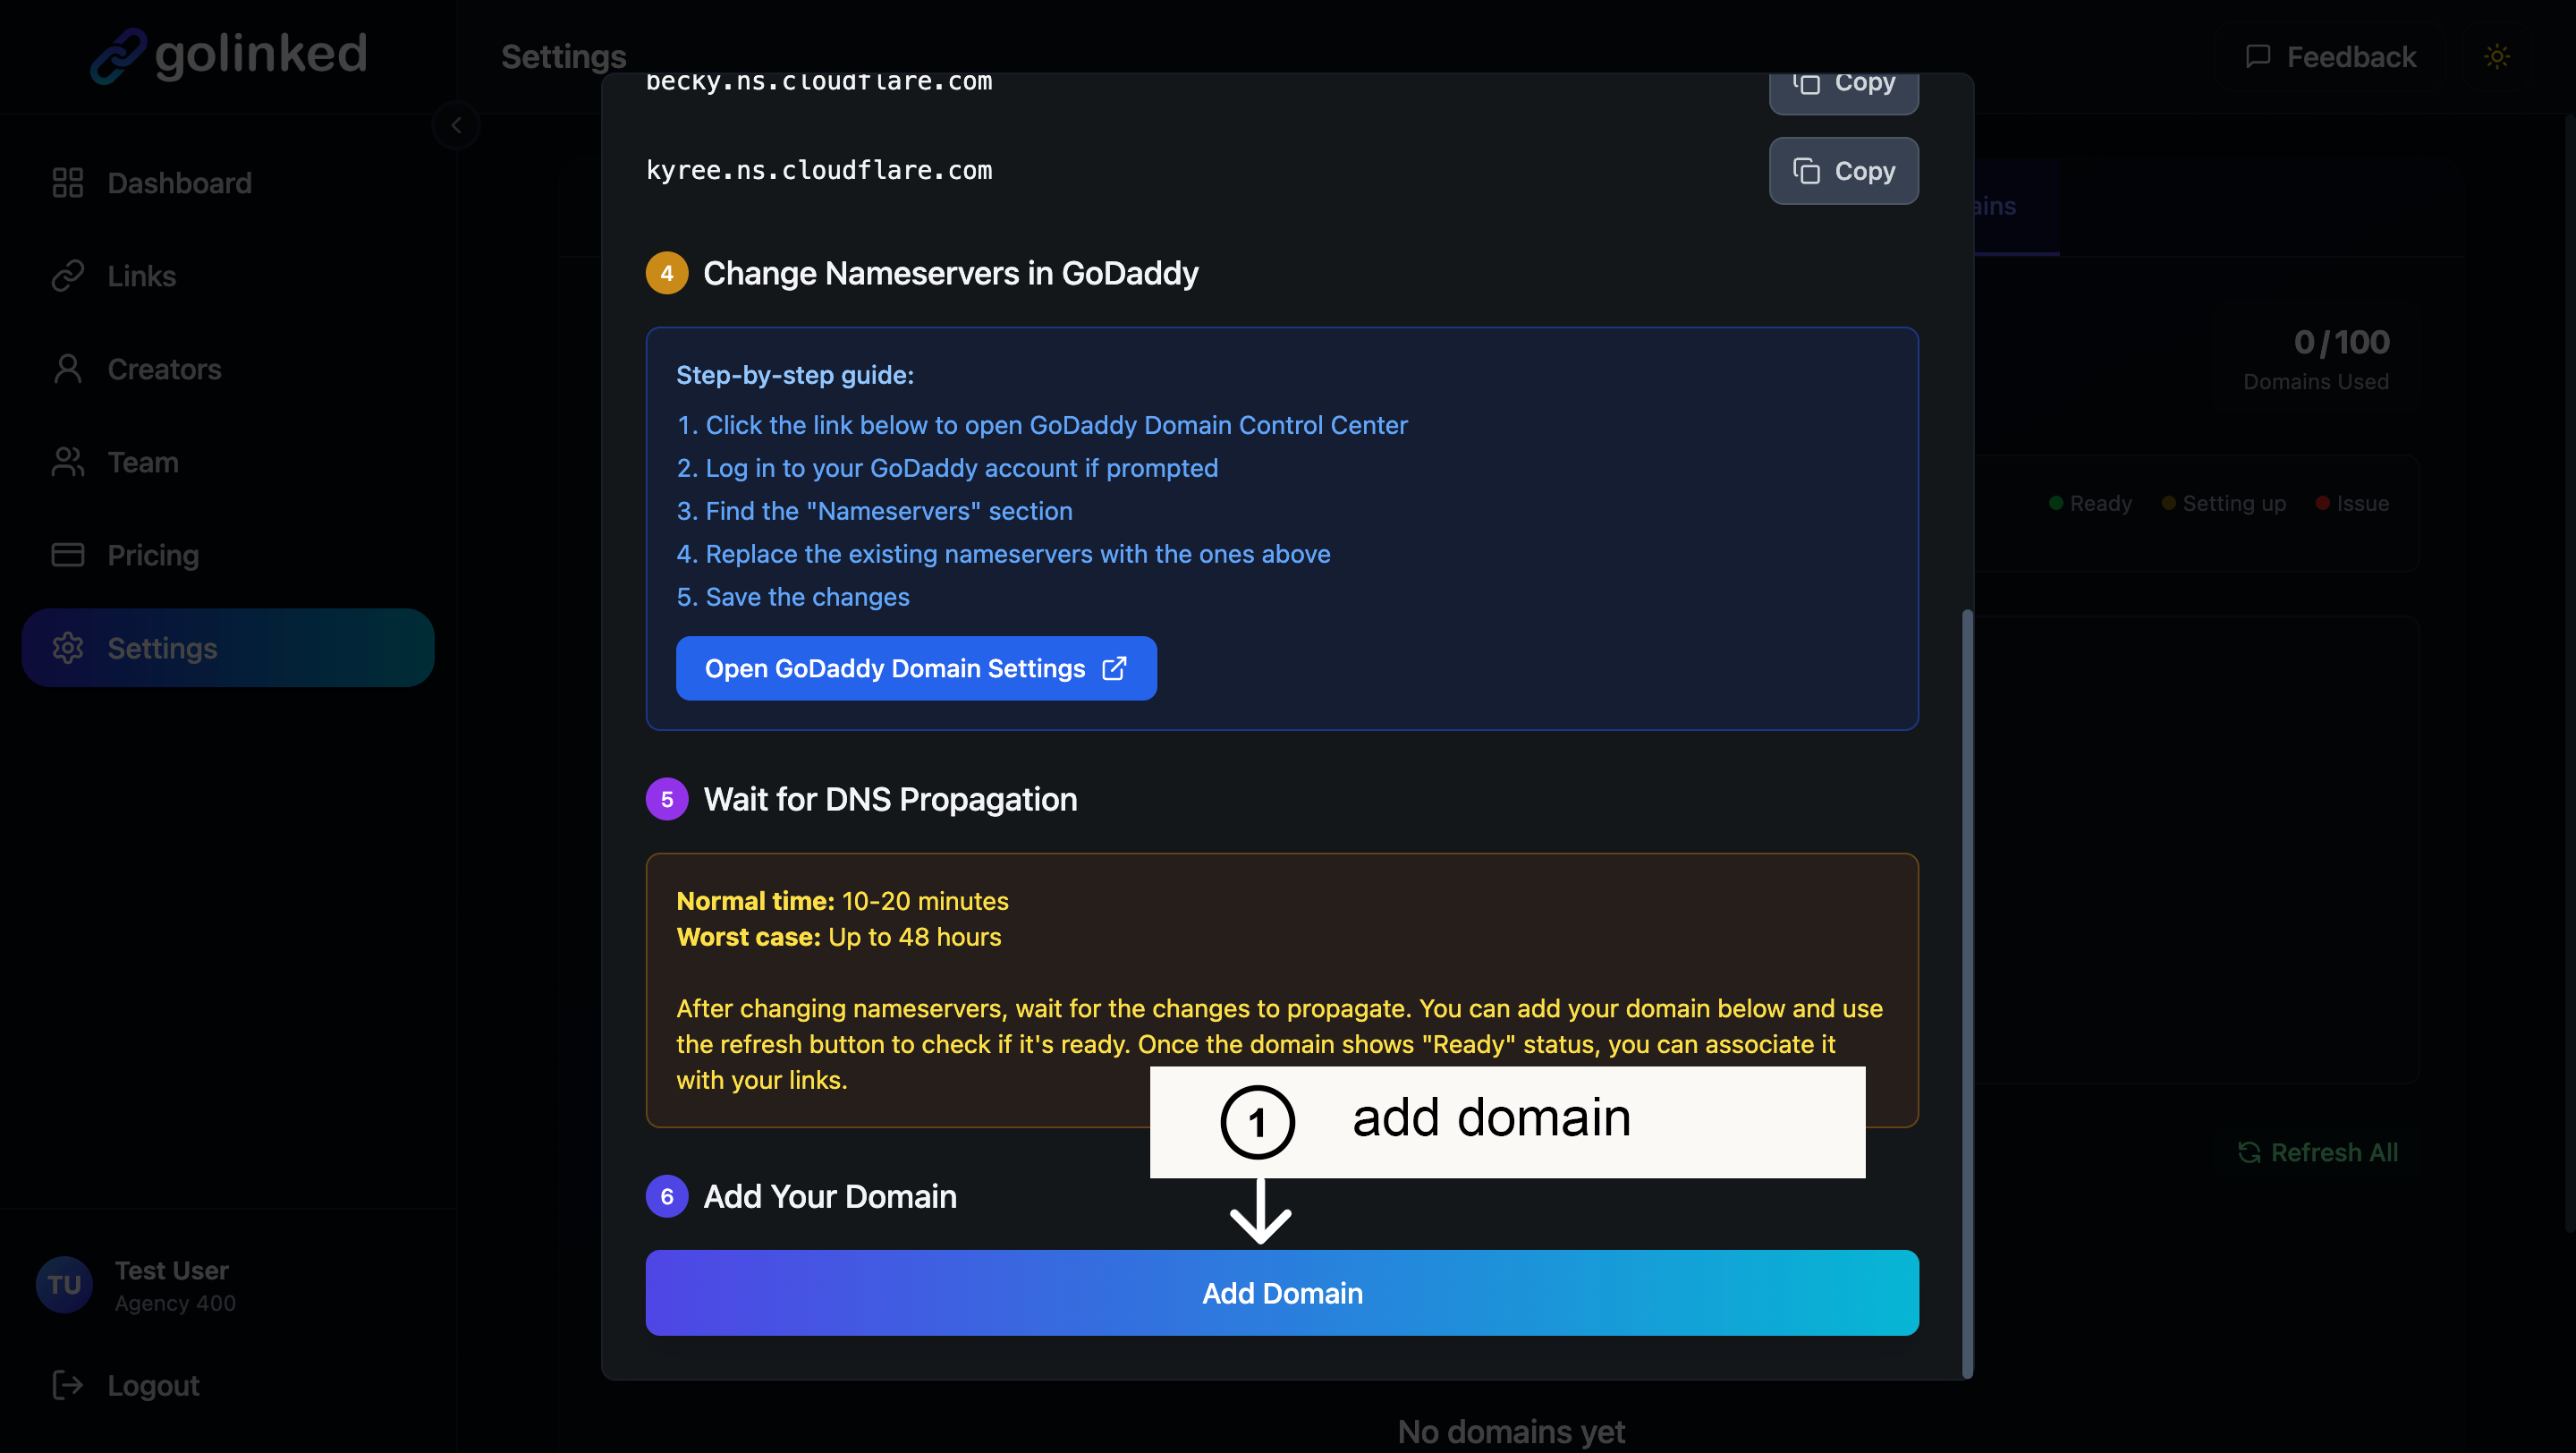 golinked
Settings
Feedback
Dashboard
Links
Creators
Team
Pricing
Settings
Test User
TU
Agency 400
Logout
becky.ns.cloudflare.com
Copy
kyree.ns.cloudflare.com
Copy
4 Change Nameservers in GoDaddy
Step-by-step guide:
1. Click the link below to open GoDaddy Domain Control Center
2. Log in to your GoDaddy account if prompted
3. Find the "Nameservers" section
4. Replace the existing nameservers with the ones above
5. Save the changes
Open GoDaddy Domain Settings
5 Wait for DNS Propagation
Normal time: 10-20 minutes
Worst case: Up to 48 hours
After changing nameservers, wait for the changes to propagate. You can add your domain below and use
the refresh button to check if it's ready. Once the domain shows "Ready" status, you can associate it
with your links.
1 add domain
6 Add Your Domain
Add Domain
ains
0/100
Domains Used
Ready Setting up Issue
Refresh All
No domains yet